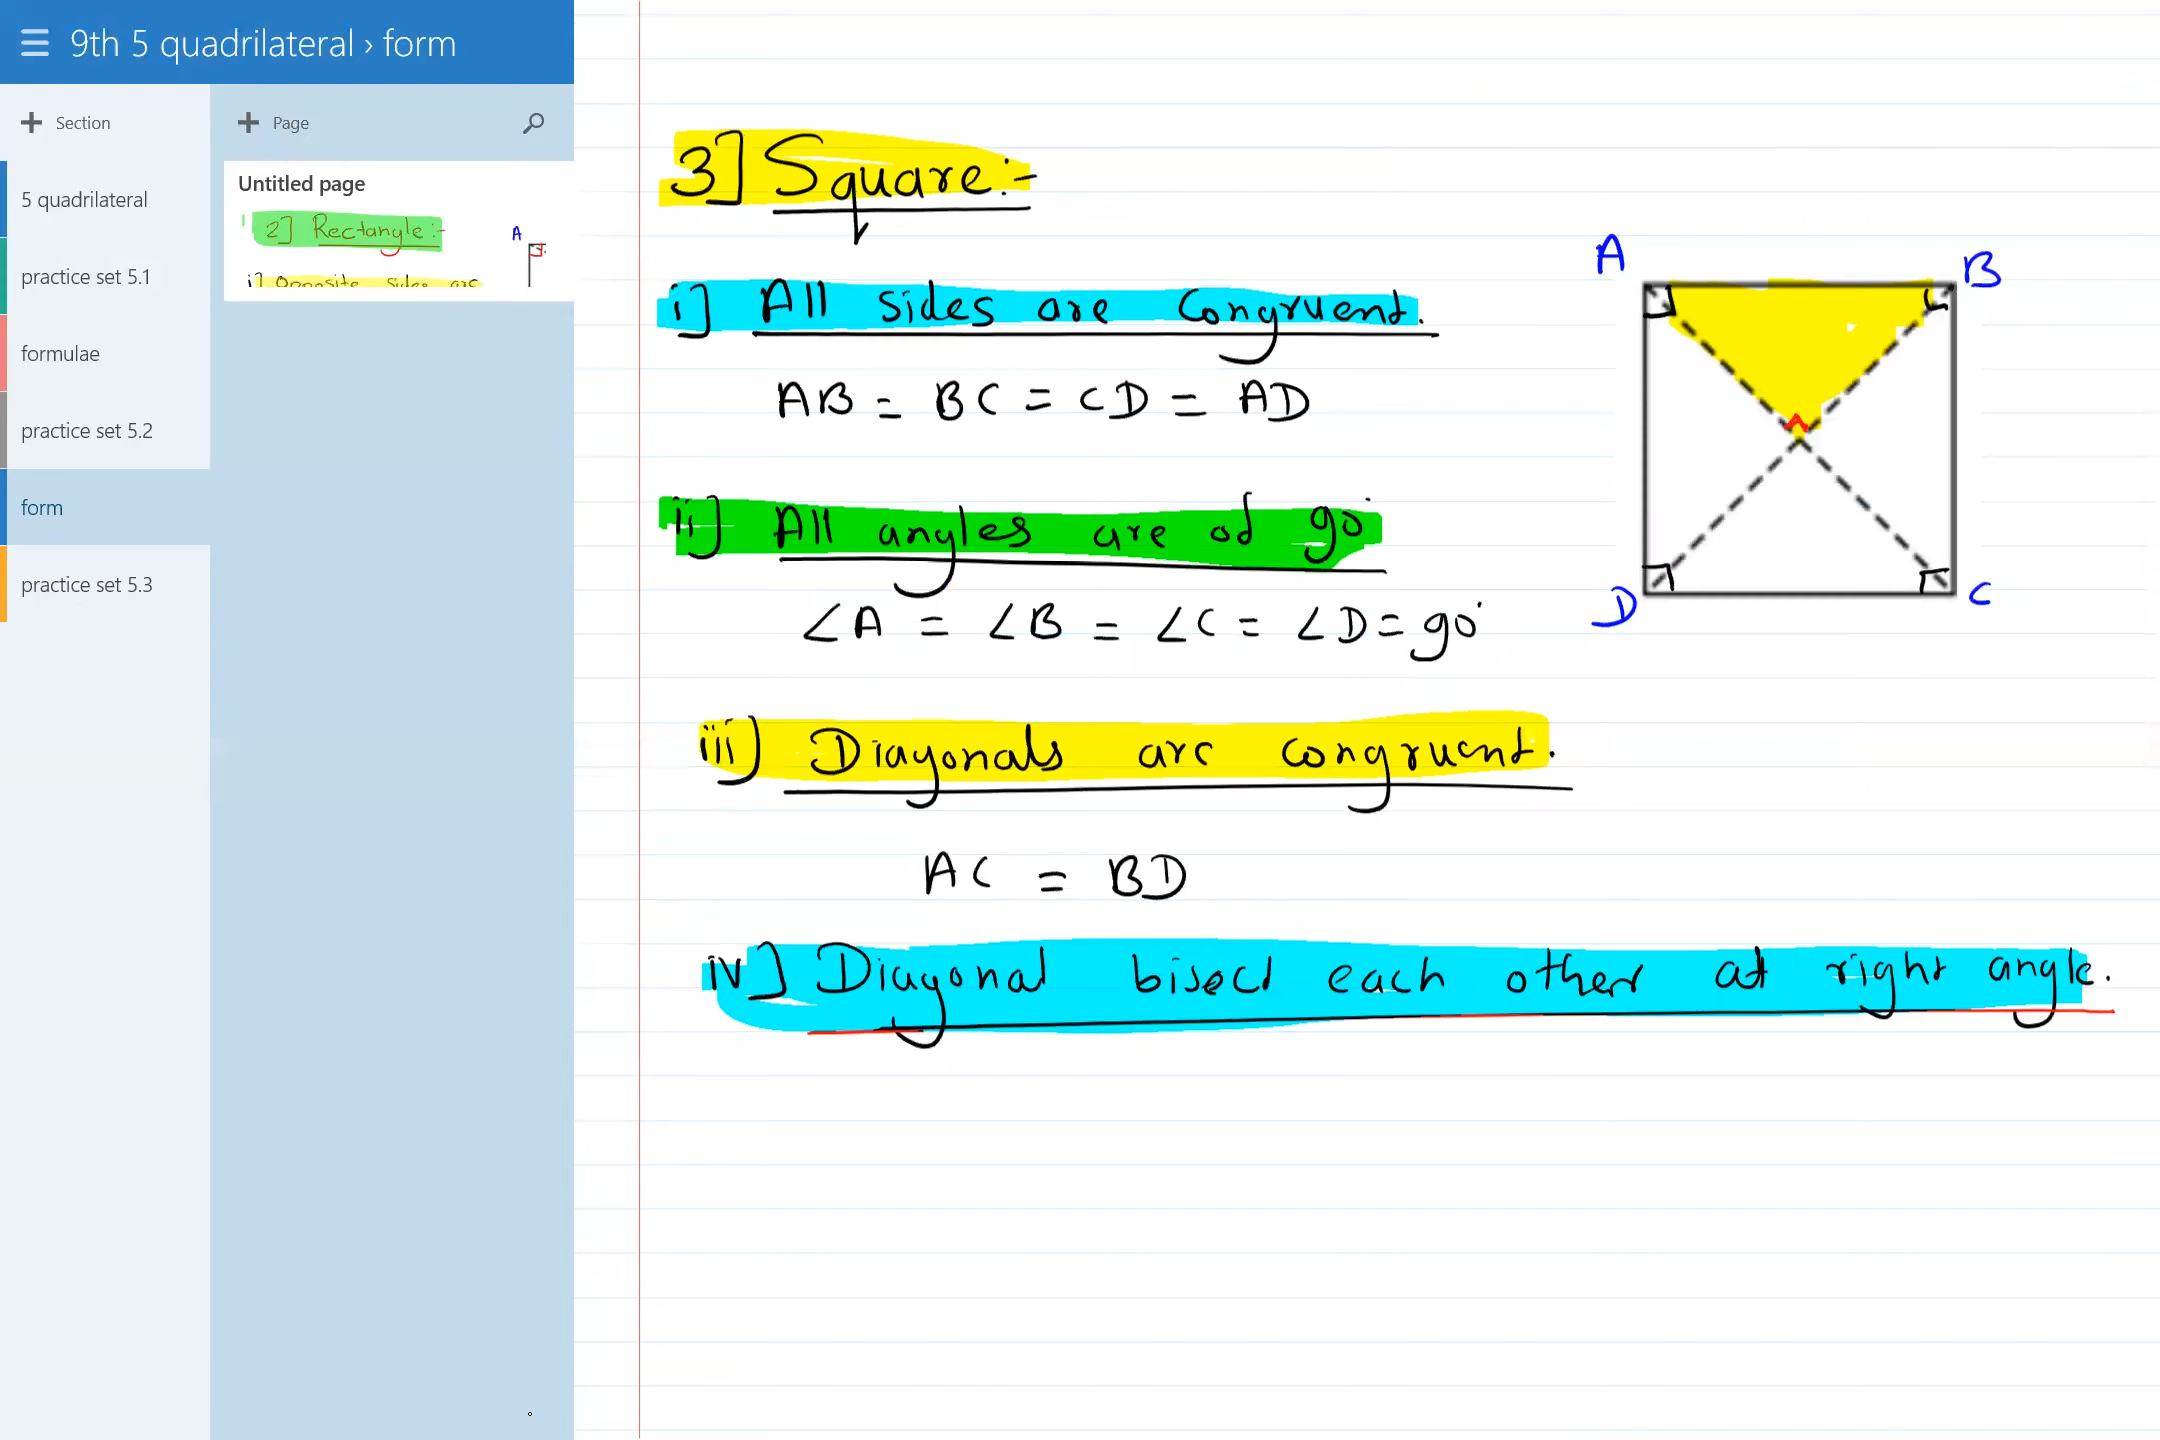 9th 5 quadrilateral › form
Section
Page
5 quadrilateral
practice set 5.1
formulae
practice set 5.2
form
practice set 5.3
Untitled page
2] Rectangle:-
A
i] Opposite sides are
3] Square:-
i] All sides are Congruent.
AB = BC = CD = AD
ii] All angles are of 90°
∠A = ∠B = ∠C = ∠D = 90°
iii] Diagonals are congruent.
AC = BD
iv] Diagonal bisect each other at right angle.
A
B
D
C